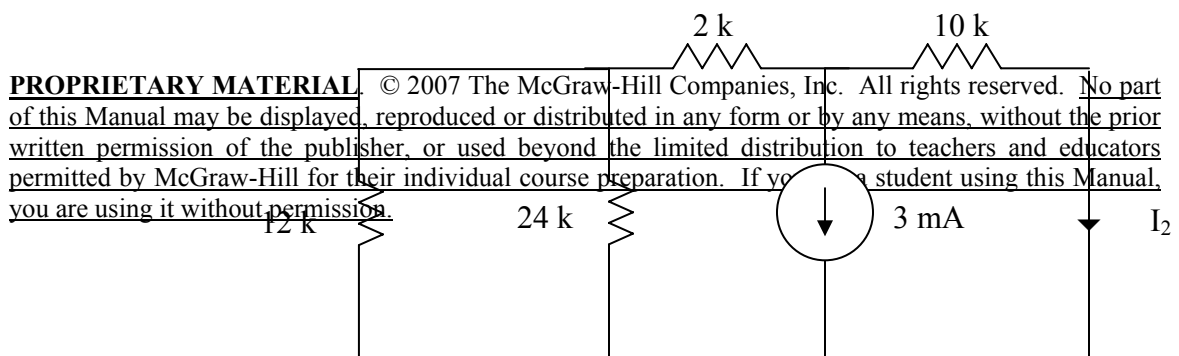 2 k 10 k
PROPRIETARY MATERIAL. © 2007 The McGraw-Hill Companies, Inc. All rights reserved. No part
of this Manual may be displayed, reproduced or distributed in any form or by any means, without the prior
written permission of the publisher, or used beyond the limited distribution to teachers and educators
permitted by McGraw-Hill for their individual course preparation. If yo a student using this Manual,
you are using it without permission.
12 k 24 k 3 mA I₂